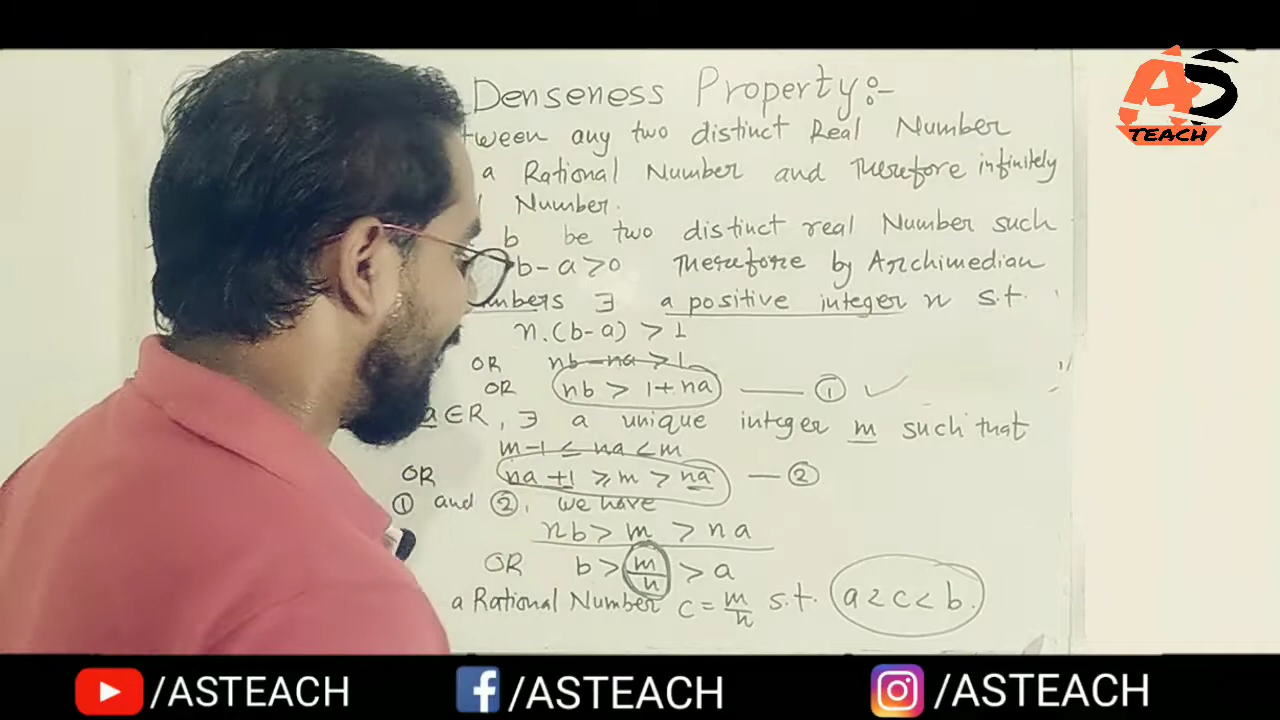 Denseness Property:-
tween any two distinct Real Number
a Rational Number and Therefore infinitely
Number.
b be two distinct real Number such
b-a>0 Therefore by Archimedian
numbers ∃ a positive integer n s.t.
n.(b-a) > 1
OR nb-na > 1
OR nb > 1+na — ①
a∈R, ∃ a unique integer m such that
m-1 ≤ na < m
OR na+1 ≥ m > na — ②
① and ②, we have
nb > m > na
OR b > m/n > a
a Rational Number c = m/n s.t. a < c < b.
AS
TEACH
/ASTEACH
/ASTEACH
/ASTEACH